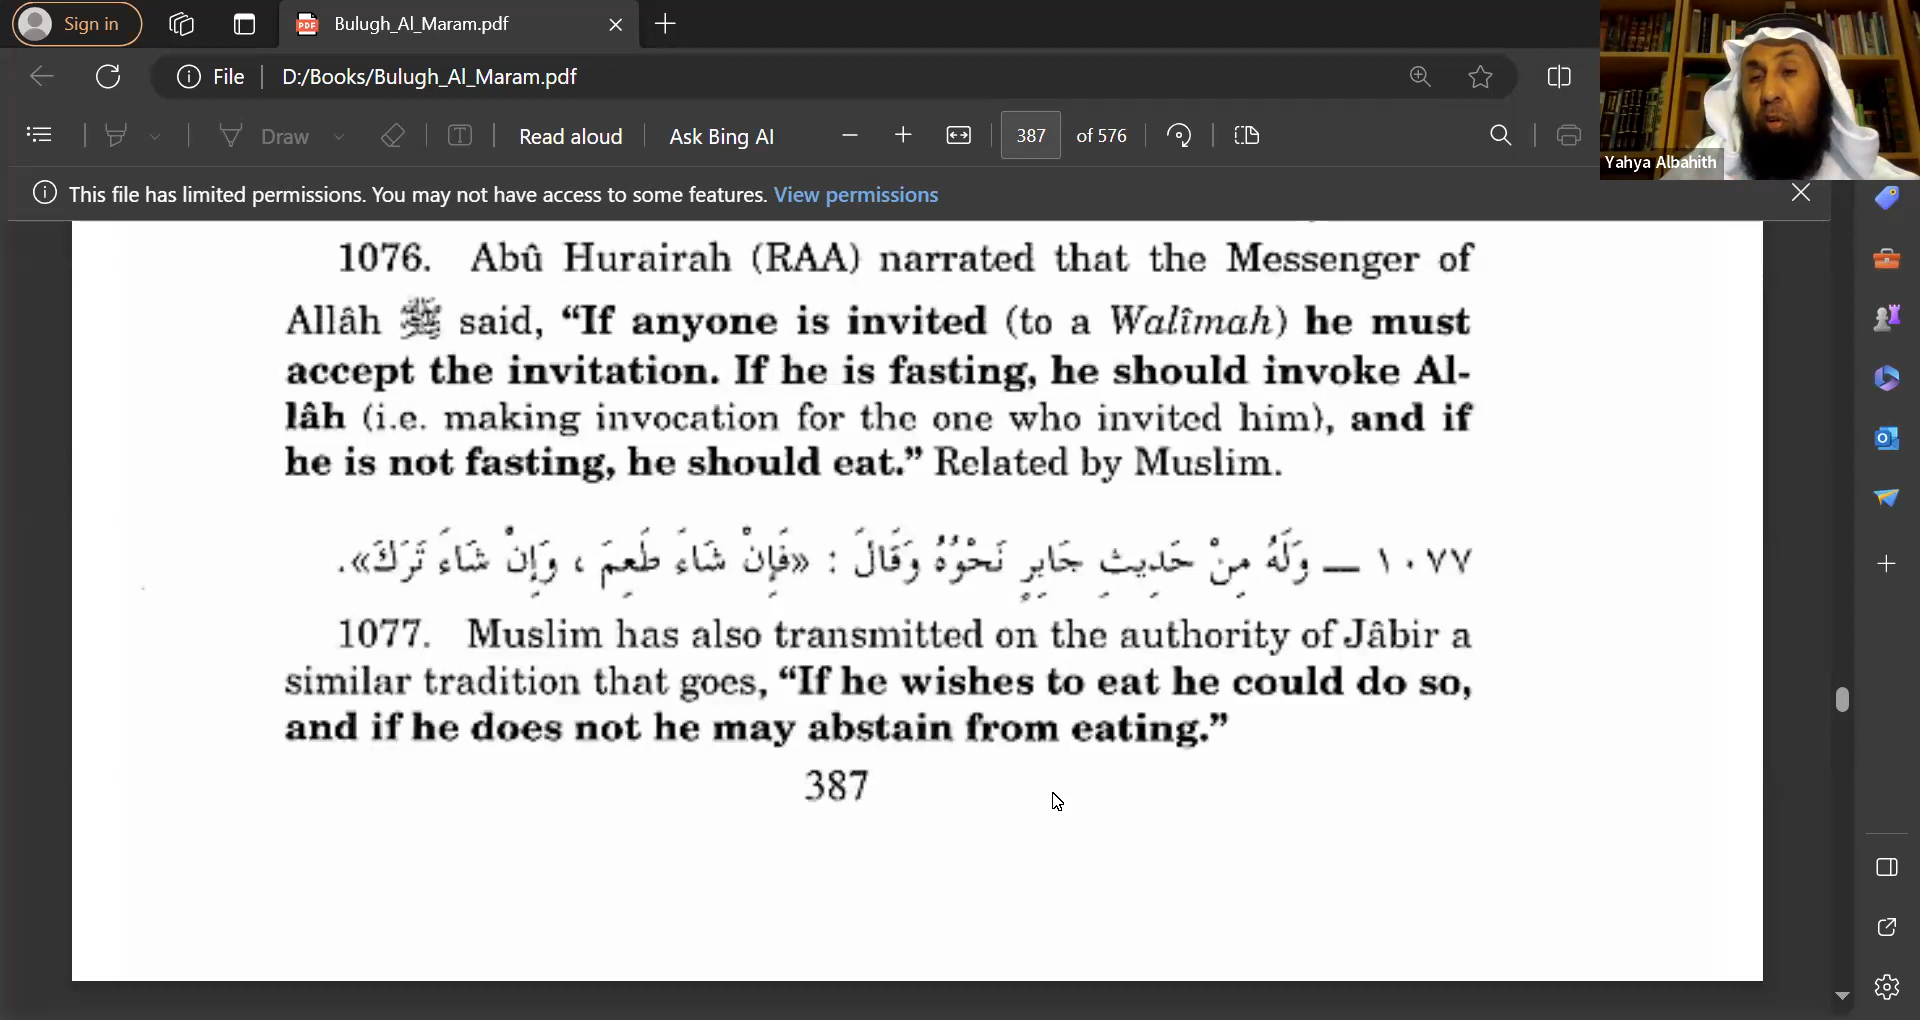 Sign in
Bulugh_Al_Maram.pdf
File
D:/Books/Bulugh_Al_Maram.pdf
Draw
Read aloud
Ask Bing AI
387
of 576
Yahya Albahith
This file has limited permissions. You may not have access to some features. View permissions
1076. Abû Hurairah (RAA) narrated that the Messenger of
Allâh ﷺ said, “If anyone is invited (to a Walîmah) he must
accept the invitation. If he is fasting, he should invoke Al-
lâh (i.e. making invocation for the one who invited him), and if
he is not fasting, he should eat.” Related by Muslim.
١٠٧٧ — وَلَهُ مِنْ حَدِيثِ جَابِرٍ نَحْوُهُ وَقَالَ : «فَإِنْ شَاءَ طَعِمَ ، وَإِنْ شَاءَ تَرَكَ».
1077. Muslim has also transmitted on the authority of Jâbir a
similar tradition that goes, “If he wishes to eat he could do so,
and if he does not he may abstain from eating.”
387